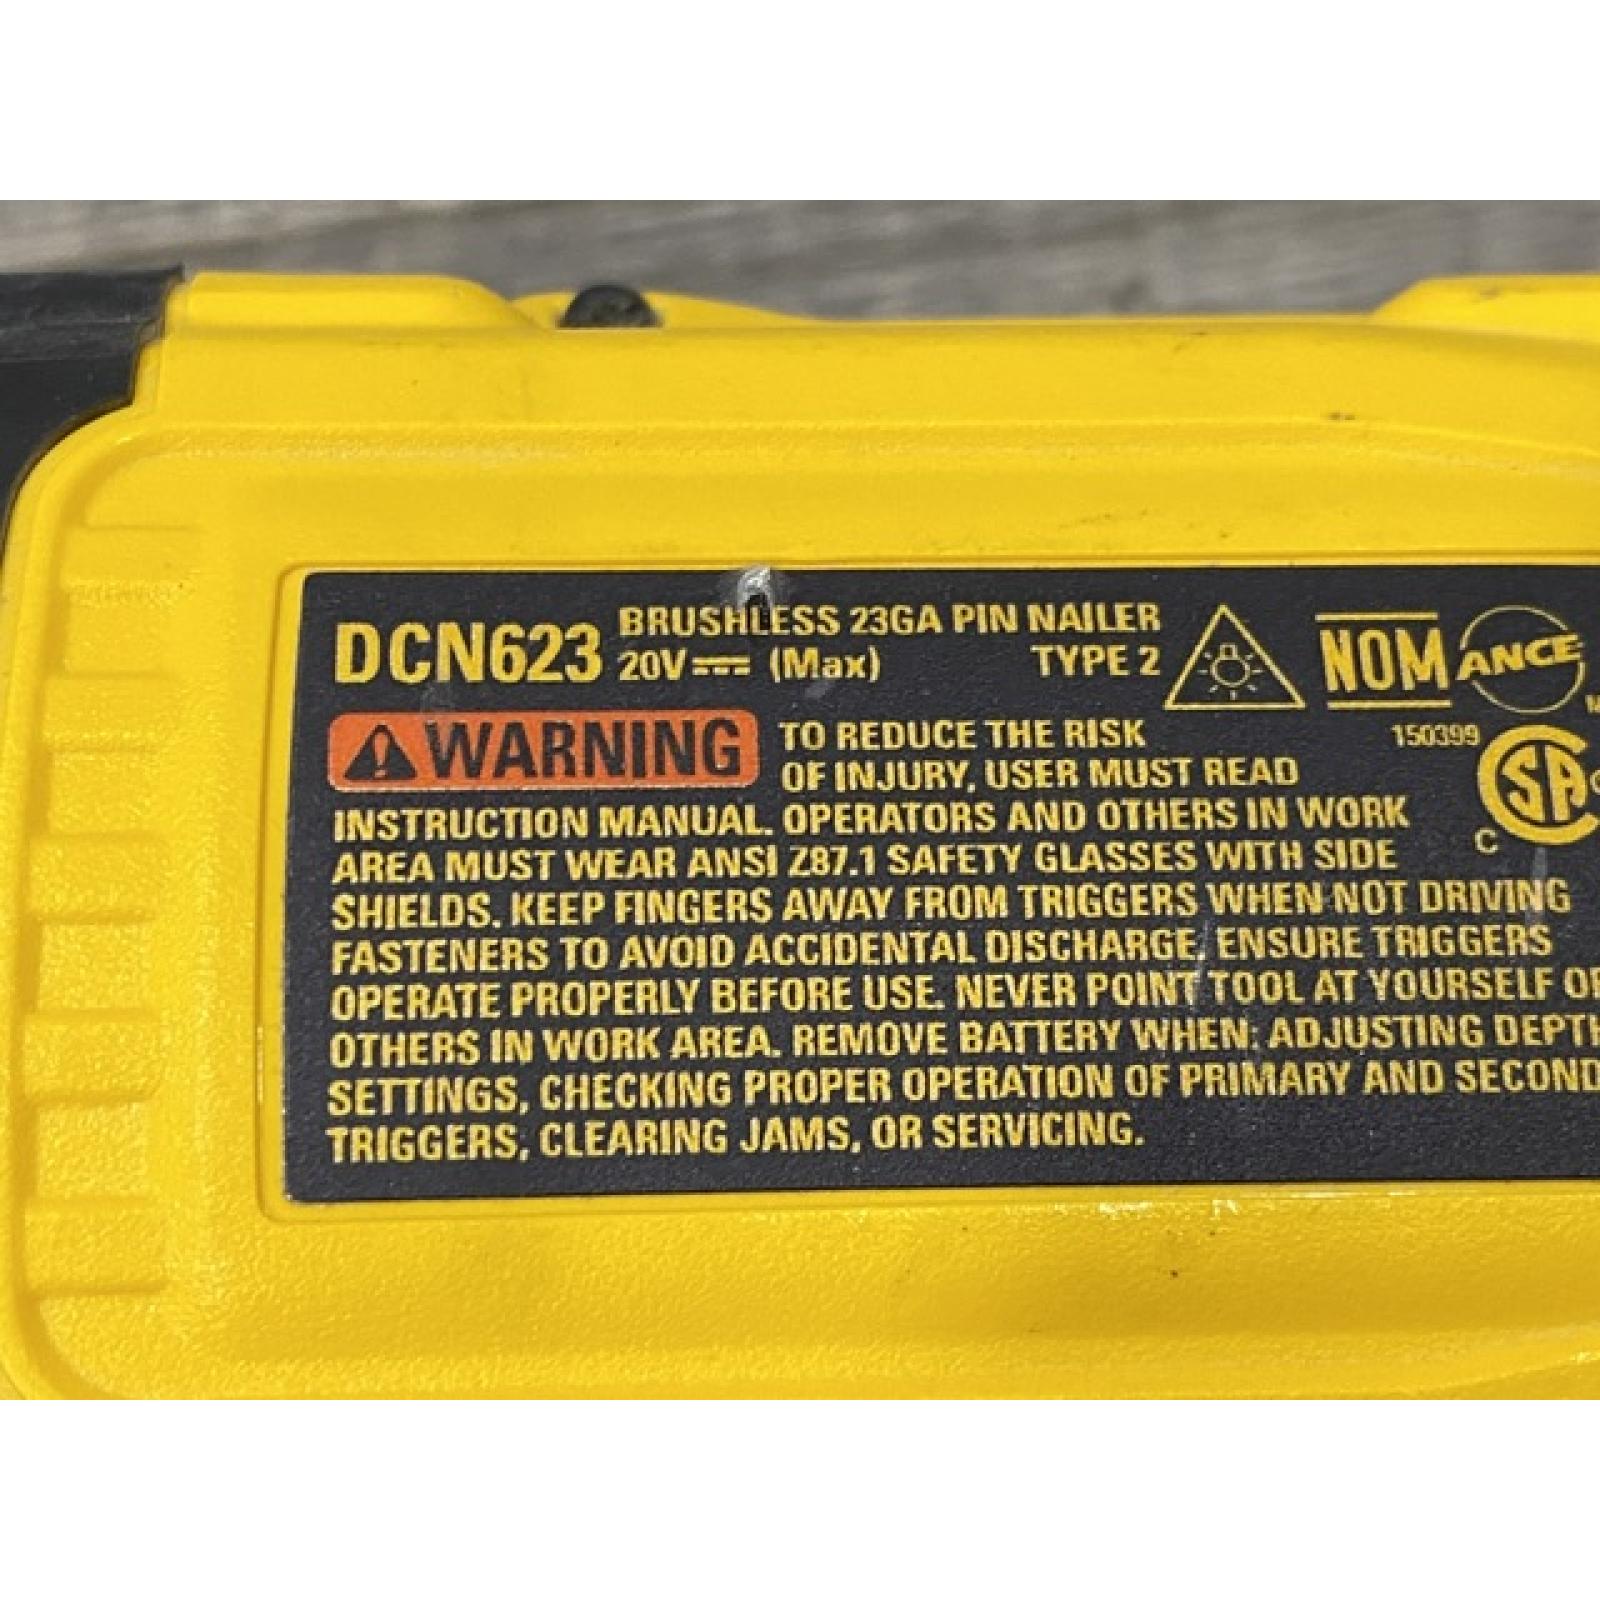 DCN623 BRUSHLESS 23GA PIN NAILER
20V (Max) TYPE 2
NOM ANCE
WARNING TO REDUCE THE RISK
150399
OF INJURY, USER MUST READ
SA
INSTRUCTION MANUAL. OPERATORS AND OTHERS IN WORK
C
AREA MUST WEAR ANSI Z87.1 SAFETY GLASSES WITH SIDE
SHIELDS. KEEP FINGERS AWAY FROM TRIGGERS WHEN NOT DRIVING
FASTENERS TO AVOID ACCIDENTAL DISCHARGE. ENSURE TRIGGERS
OPERATE PROPERLY BEFORE USE. NEVER POINT TOOL AT YOURSELF OR
OTHERS IN WORK AREA. REMOVE BATTERY WHEN: ADJUSTING DEPTH
SETTINGS, CHECKING PROPER OPERATION OF PRIMARY AND SECOND
TRIGGERS, CLEARING JAMS, OR SERVICING.